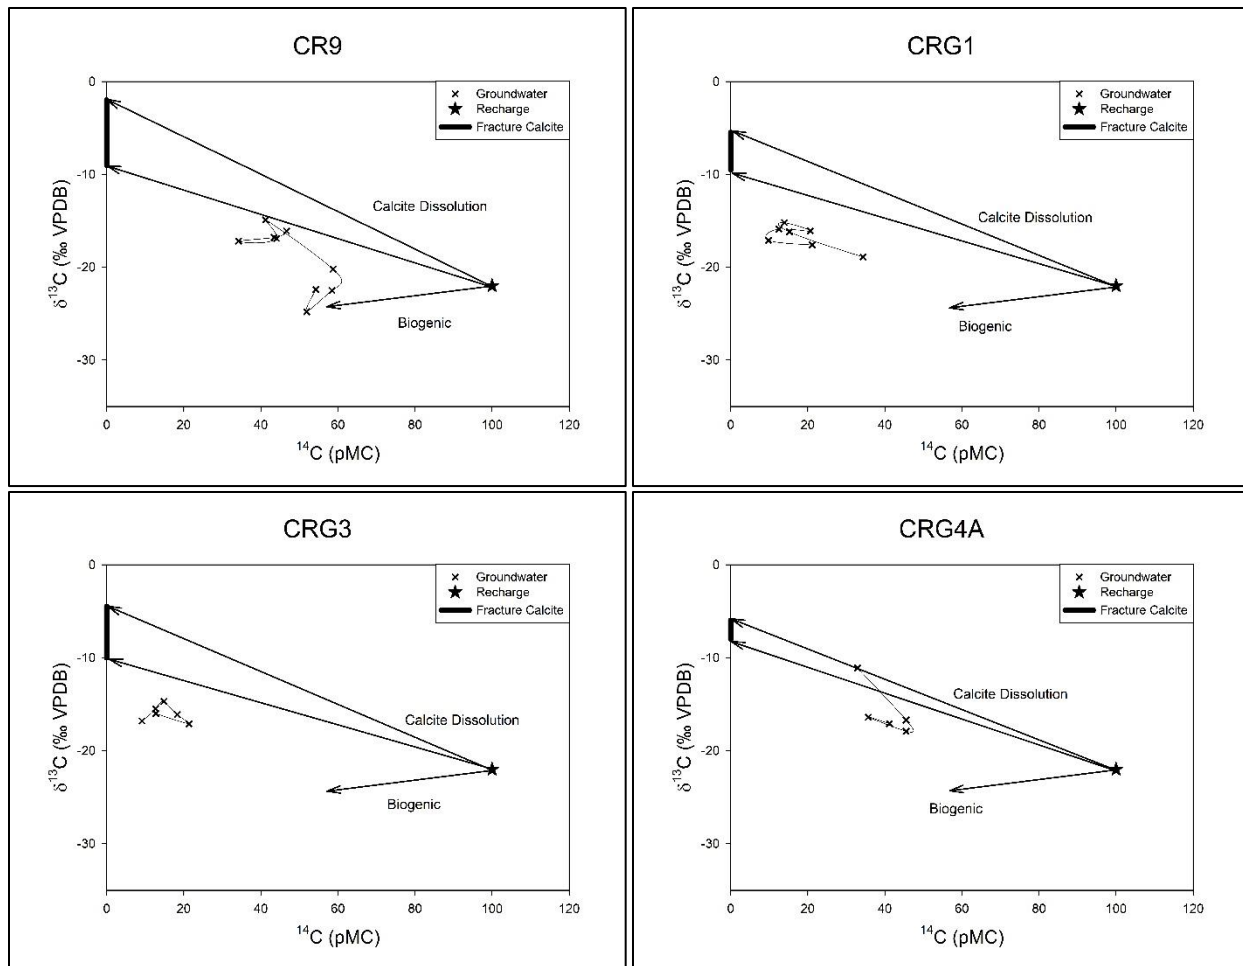 CR9
0
-10
-20
-30
δ¹³C (‰ VPDB)
Groundwater
Recharge
Fracture Calcite
Calcite Dissolution
Biogenic
0 20 40 60 80 100 120
¹⁴C (pMC)
CRG1
0
-10
-20
-30
δ¹³C (‰ VPDB)
Groundwater
Recharge
Fracture Calcite
Calcite Dissolution
Biogenic
0 20 40 60 80 100 120
¹⁴C (pMC)
CRG3
0
-10
-20
-30
δ¹³C (‰ VPDB)
Groundwater
Recharge
Fracture Calcite
Calcite Dissolution
Biogenic
0 20 40 60 80 100 120
¹⁴C (pMC)
CRG4A
0
-10
-20
-30
δ¹³C (‰ VPDB)
Groundwater
Recharge
Fracture Calcite
Calcite Dissolution
Biogenic
0 20 40 60 80 100 120
¹⁴C (pMC)